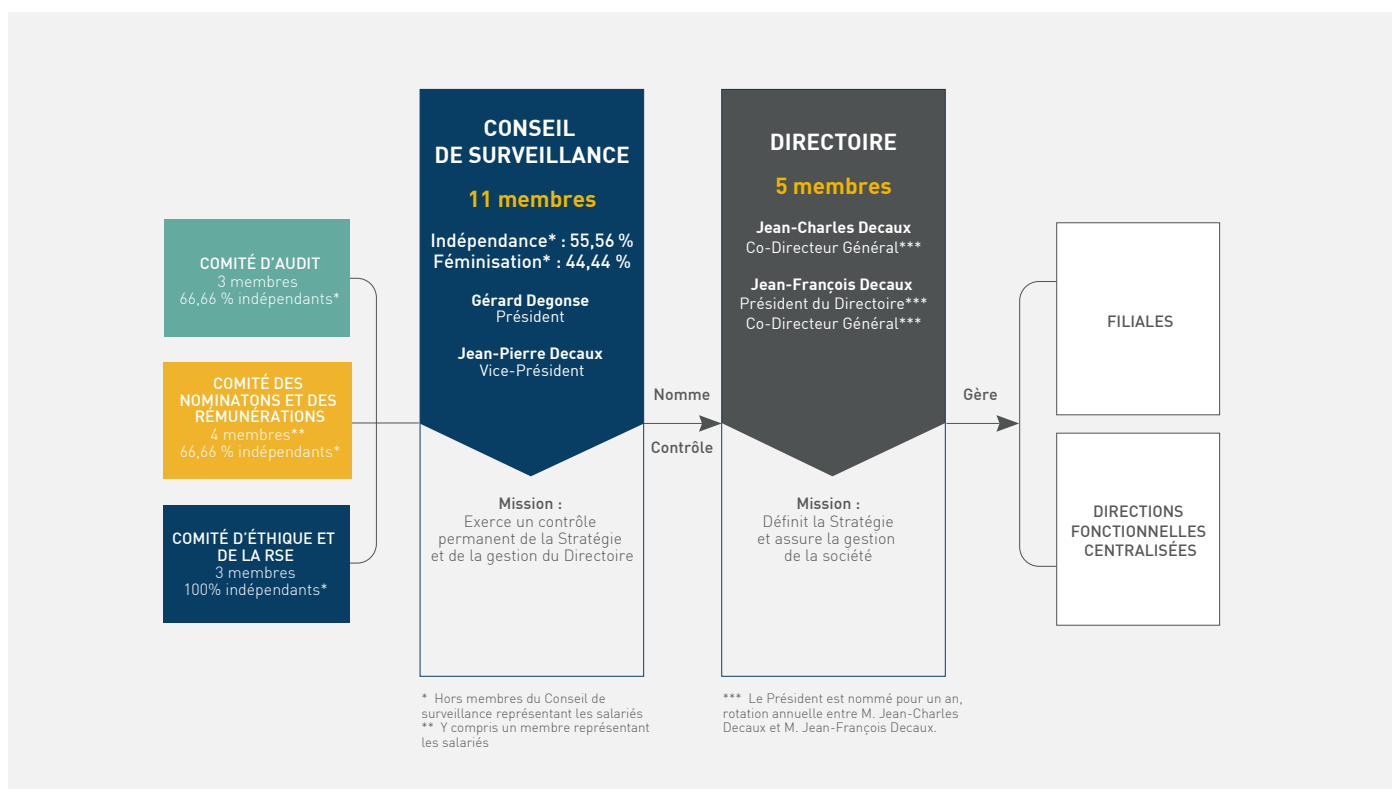 COMITÉ D'AUDIT
3 membres
66,66 % indépendants*
COMITÉ DES
NOMINATONS ET DES
RÉMUNÉRATIONS
4 membres**
66,66 % indépendants*
COMITÉ D'ÉTHIQUE ET
DE LA RSE
3 membres
100% indépendants*
CONSEIL
DE SURVEILLANCE
11 membres
Indépendance* : 55,56 %
Féminisation* : 44,44 %
Gérard Degonse
Président
Jean-Pierre Decaux
Vice-Président
Mission :
Exerce un contrôle
permanent de la Stratégie
et de la gestion du Directoire
* Hors membres du Conseil de
surveillance représentant les salariés
** Y compris un membre représentant
les salariés
Nomme
Contrôle
DIRECTOIRE
5 membres
Jean-Charles Decaux
Co-Directeur Général***
Jean-François Decaux
Président du Directoire***
Co-Directeur Général***
Mission :
Définit la Stratégie
et assure la gestion
de la société
*** Le Président est nommé pour un an,
rotation annuelle entre M. Jean-Charles
Decaux et M. Jean-François Decaux.
Gère
FILIALES
DIRECTIONS
FONCTIONNELLES
CENTRALISÉES